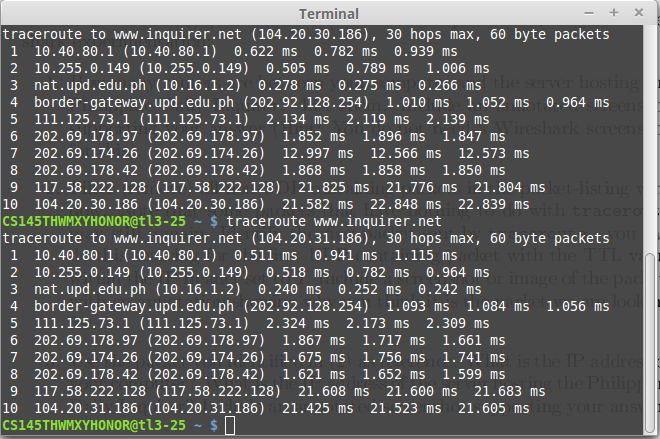 Terminal
traceroute to www.inquirer.net (104.20.30.186), 30 hops max, 60 byte packets
1 10.40.80.1 (10.40.80.1) 0.622 ms 0.782 ms 0.939 ms
2 10.255.0.149 (10.255.0.149) 0.505 ms 0.789 ms 1.006 ms
3 nat.upd.edu.ph (10.16.1.2) 0.278 ms 0.275 ms 0.266 ms
4 border-gateway.upd.edu.ph (202.92.128.254) 1.010 ms 1.052 ms 0.964 ms
5 111.125.73.1 (111.125.73.1) 2.134 ms 2.119 ms 2.139 ms
6 202.69.178.97 (202.69.178.97) 1.852 ms 1.896 ms 1.847 ms
7 202.69.174.26 (202.69.174.26) 12.997 ms 12.566 ms 12.573 ms
8 202.69.178.42 (202.69.178.42) 1.868 ms 1.858 ms 1.850 ms
9 117.58.222.128 (117.58.222.128) 21.825 ms 21.776 ms 21.804 ms
10 104.20.30.186 (104.20.30.186) 21.582 ms 22.848 ms 22.839 ms
CS145THWMXYHONOR@tl3-25 ~ $ traceroute www.inquirer.net
traceroute to www.inquirer.net (104.20.31.186), 30 hops max, 60 byte packets
1 10.40.80.1 (10.40.80.1) 0.511 ms 0.941 ms 1.115 ms
2 10.255.0.149 (10.255.0.149) 0.518 ms 0.782 ms 0.964 ms
3 nat.upd.edu.ph (10.16.1.2) 0.240 ms 0.252 ms 0.242 ms
4 border-gateway.upd.edu.ph (202.92.128.254) 1.093 ms 1.084 ms 1.056 ms
5 111.125.73.1 (111.125.73.1) 2.324 ms 2.173 ms 2.309 ms
6 202.69.178.97 (202.69.178.97) 1.867 ms 1.717 ms 1.661 ms
7 202.69.174.26 (202.69.174.26) 1.675 ms 1.756 ms 1.741 ms
8 202.69.178.42 (202.69.178.42) 1.667 ms 1.652 ms 1.599 ms
9 117.58.222.128 (117.58.222.128) 21.608 ms 21.600 ms 21.683 ms
10 104.20.31.186 (104.20.31.186) 21.425 ms 21.523 ms 21.605 ms
CS145THWMXYHONOR@tl3-25 ~ $